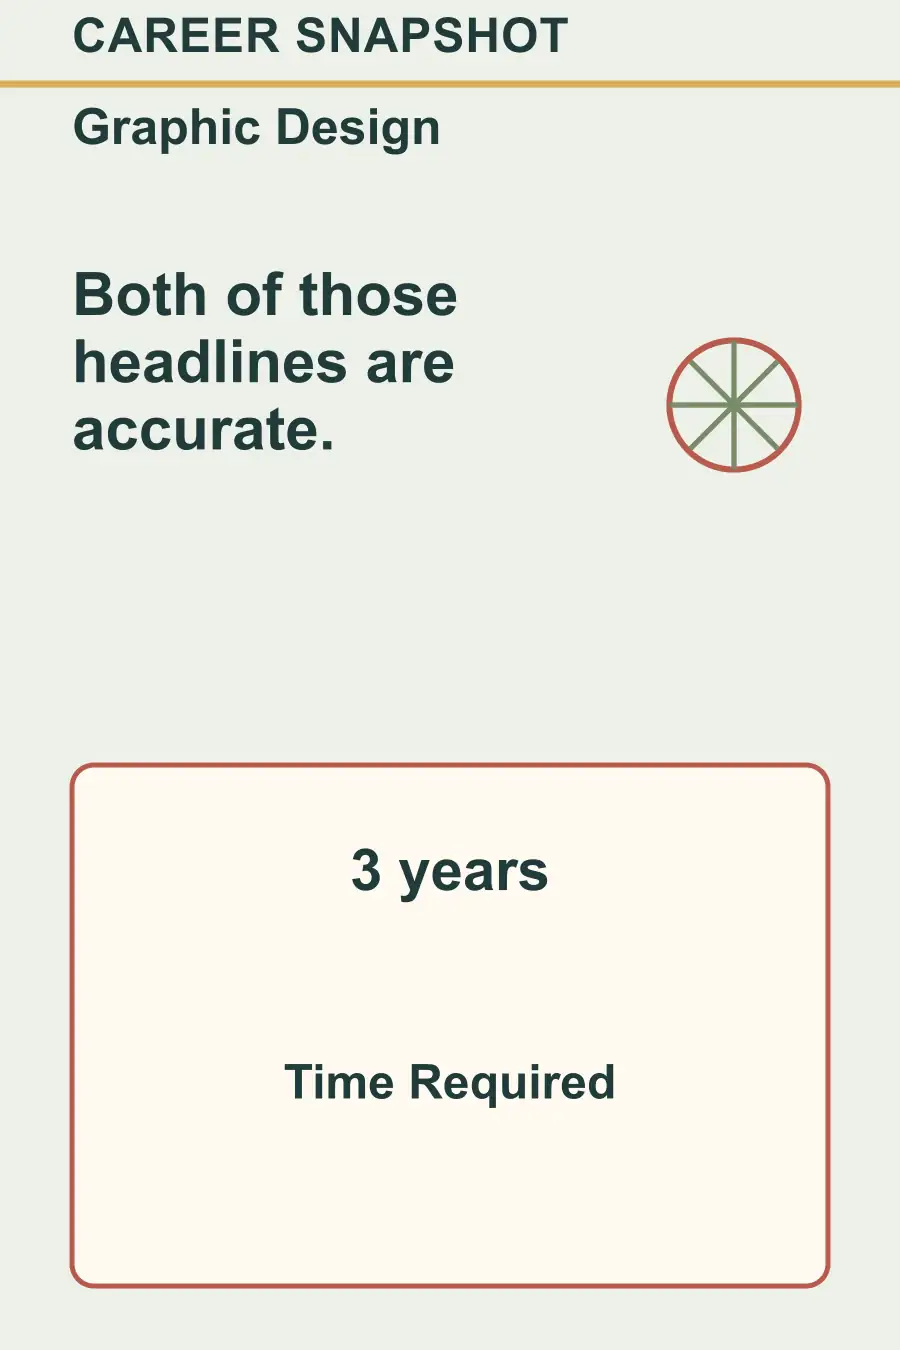 CAREER SNAPSHOT
Graphic Design
Both of those
headlines are
accurate.
3 years
Time Required